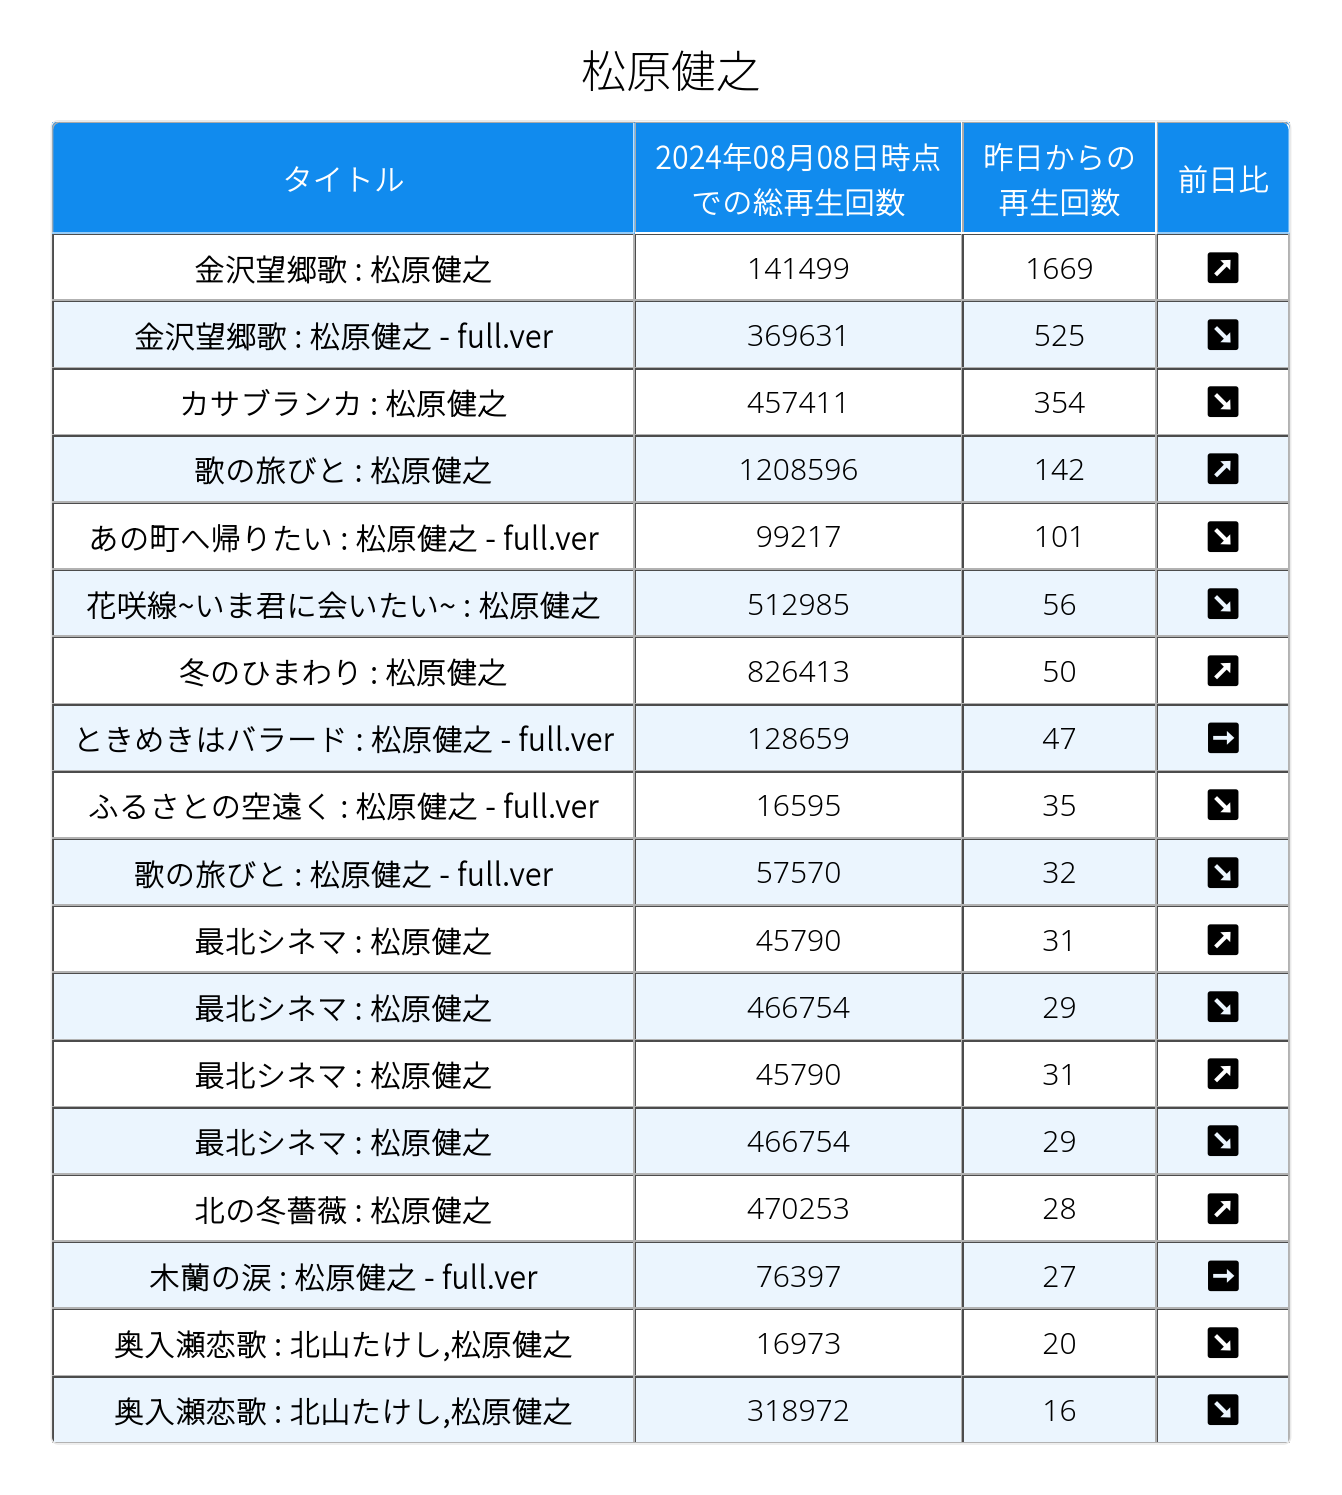 松原健之
タイトル
2024年08月08日時点
での総再生回数
昨日からの
再生回数
前日比
金沢望郷歌 : 松原健之 141499 1669 ↗
金沢望郷歌 : 松原健之 - full.ver 369631 525 ↘
カサブランカ : 松原健之 457411 354 ↘
歌の旅びと : 松原健之 1208596 142 ↗
あの町へ帰りたい : 松原健之 - full.ver 99217 101 ↘
花咲線~いま君に会いたい~ : 松原健之 512985 56 ↘
冬のひまわり : 松原健之 826413 50 ↗
ときめきはバラード : 松原健之 - full.ver 128659 47 →
ふるさとの空遠く : 松原健之 - full.ver 16595 35 ↘
歌の旅びと : 松原健之 - full.ver 57570 32 ↘
最北シネマ : 松原健之 45790 31 ↗
最北シネマ : 松原健之 466754 29 ↘
最北シネマ : 松原健之 45790 31 ↗
最北シネマ : 松原健之 466754 29 ↘
北の冬薔薇 : 松原健之 470253 28 ↗
木蘭の涙 : 松原健之 - full.ver 76397 27 →
奥入瀬恋歌 : 北山たけし,松原健之 16973 20 ↘
奥入瀬恋歌 : 北山たけし,松原健之 318972 16 ↘